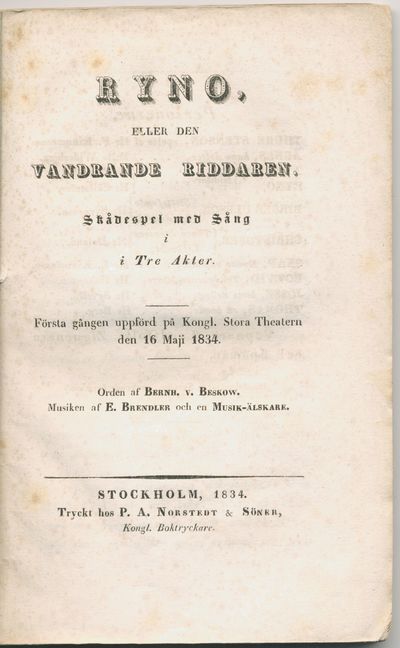 RYNO,
ELLER DEN
VANDRANDE RIDDAREN.
Skådespel med Sång
i
i Tre Akter.
Första gången uppförd på Kongl. Stora Theatern
den 16 Maji 1834.
Orden af BERNH. V. BESKOW.
Musiken af E. BRENDLER och en MUSIK-ÄLSKARE.
STOCKHOLM, 1834.
Tryckt hos P. A. NORSTEDT & SÖNER,
Kongl. Boktryckare.